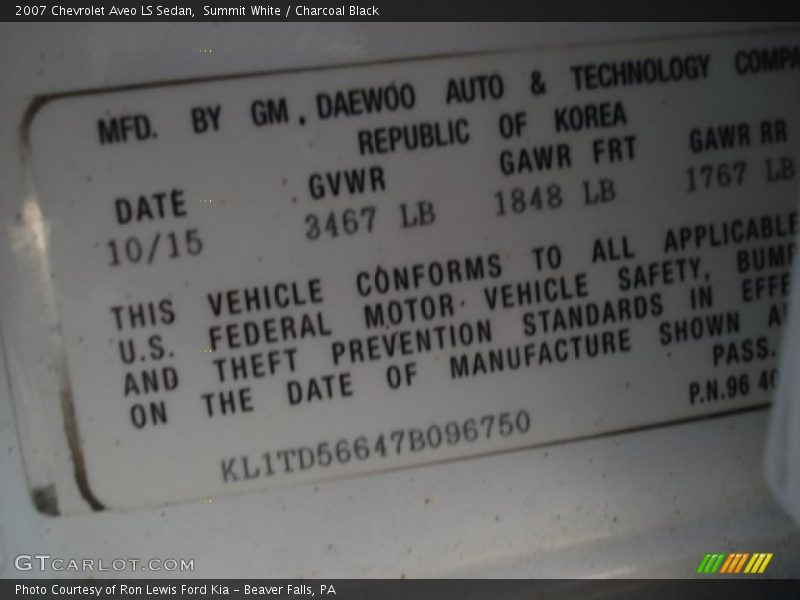 2007 Chevrolet Aveo LS Sedan,  Summit White / Charcoal Black
MFD. BY GM, DAEWOO AUTO & TECHNOLOGY COMPA
REPUBLIC OF KOREA
DATE GVWR GAWR FRT GAWR RR
10/15 3467 LB 1848 LB 1767 LB
THIS VEHICLE CONFORMS TO ALL APPLICABLE
U.S. FEDERAL MOTOR VEHICLE SAFETY, BUMP
AND THEFT PREVENTION STANDARDS IN EFFE
ON THE DATE OF MANUFACTURE SHOWN A
PASS.
P.N.96 40
KL1TD56647B096750
GTCARLOT.COM
Photo Courtesy of Ron Lewis Ford Kia – Beaver Falls, PA